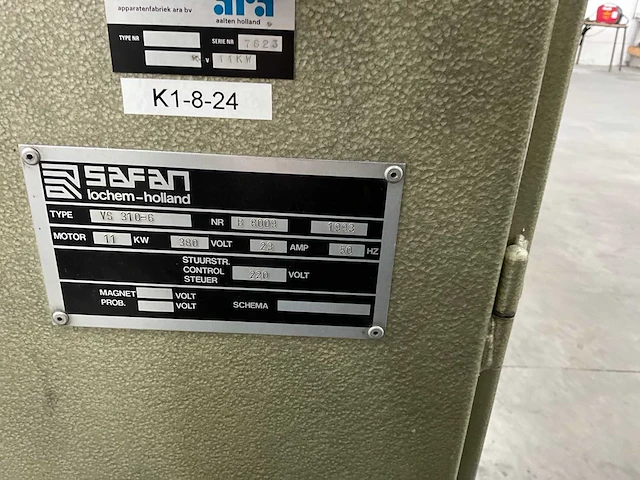 apparatenfabriek ara bv ara
aalten holland
TYPE NR SERIE NR 7623
V 11KW
K1-8-24
SAFAN
lochem-holland
TYPE VS 310-6 NR 1983
MOTOR 11 KW 380 VOLT 23 AMP 50 HZ
STUURSTR.
CONTROL 220 VOLT
STEUER
MAGNET VOLT
PROB. VOLT SCHEMA